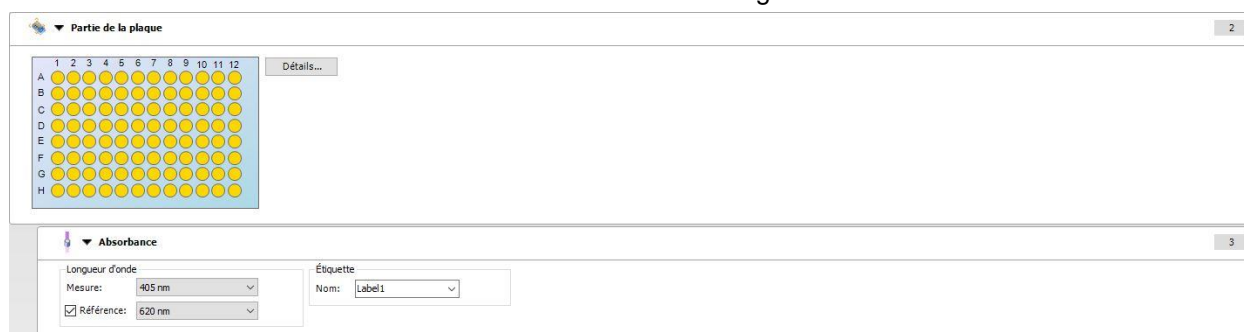 Partie de la plaque 2
1 2 3 4 5 6 7 8 9 10 11 12
Détails...
A
B
C
D
E
F
G
H
Absorbance 3
Longueur d'onde
Mesure: 405 nm
Référence: 620 nm
Étiquette
Nom: Label1